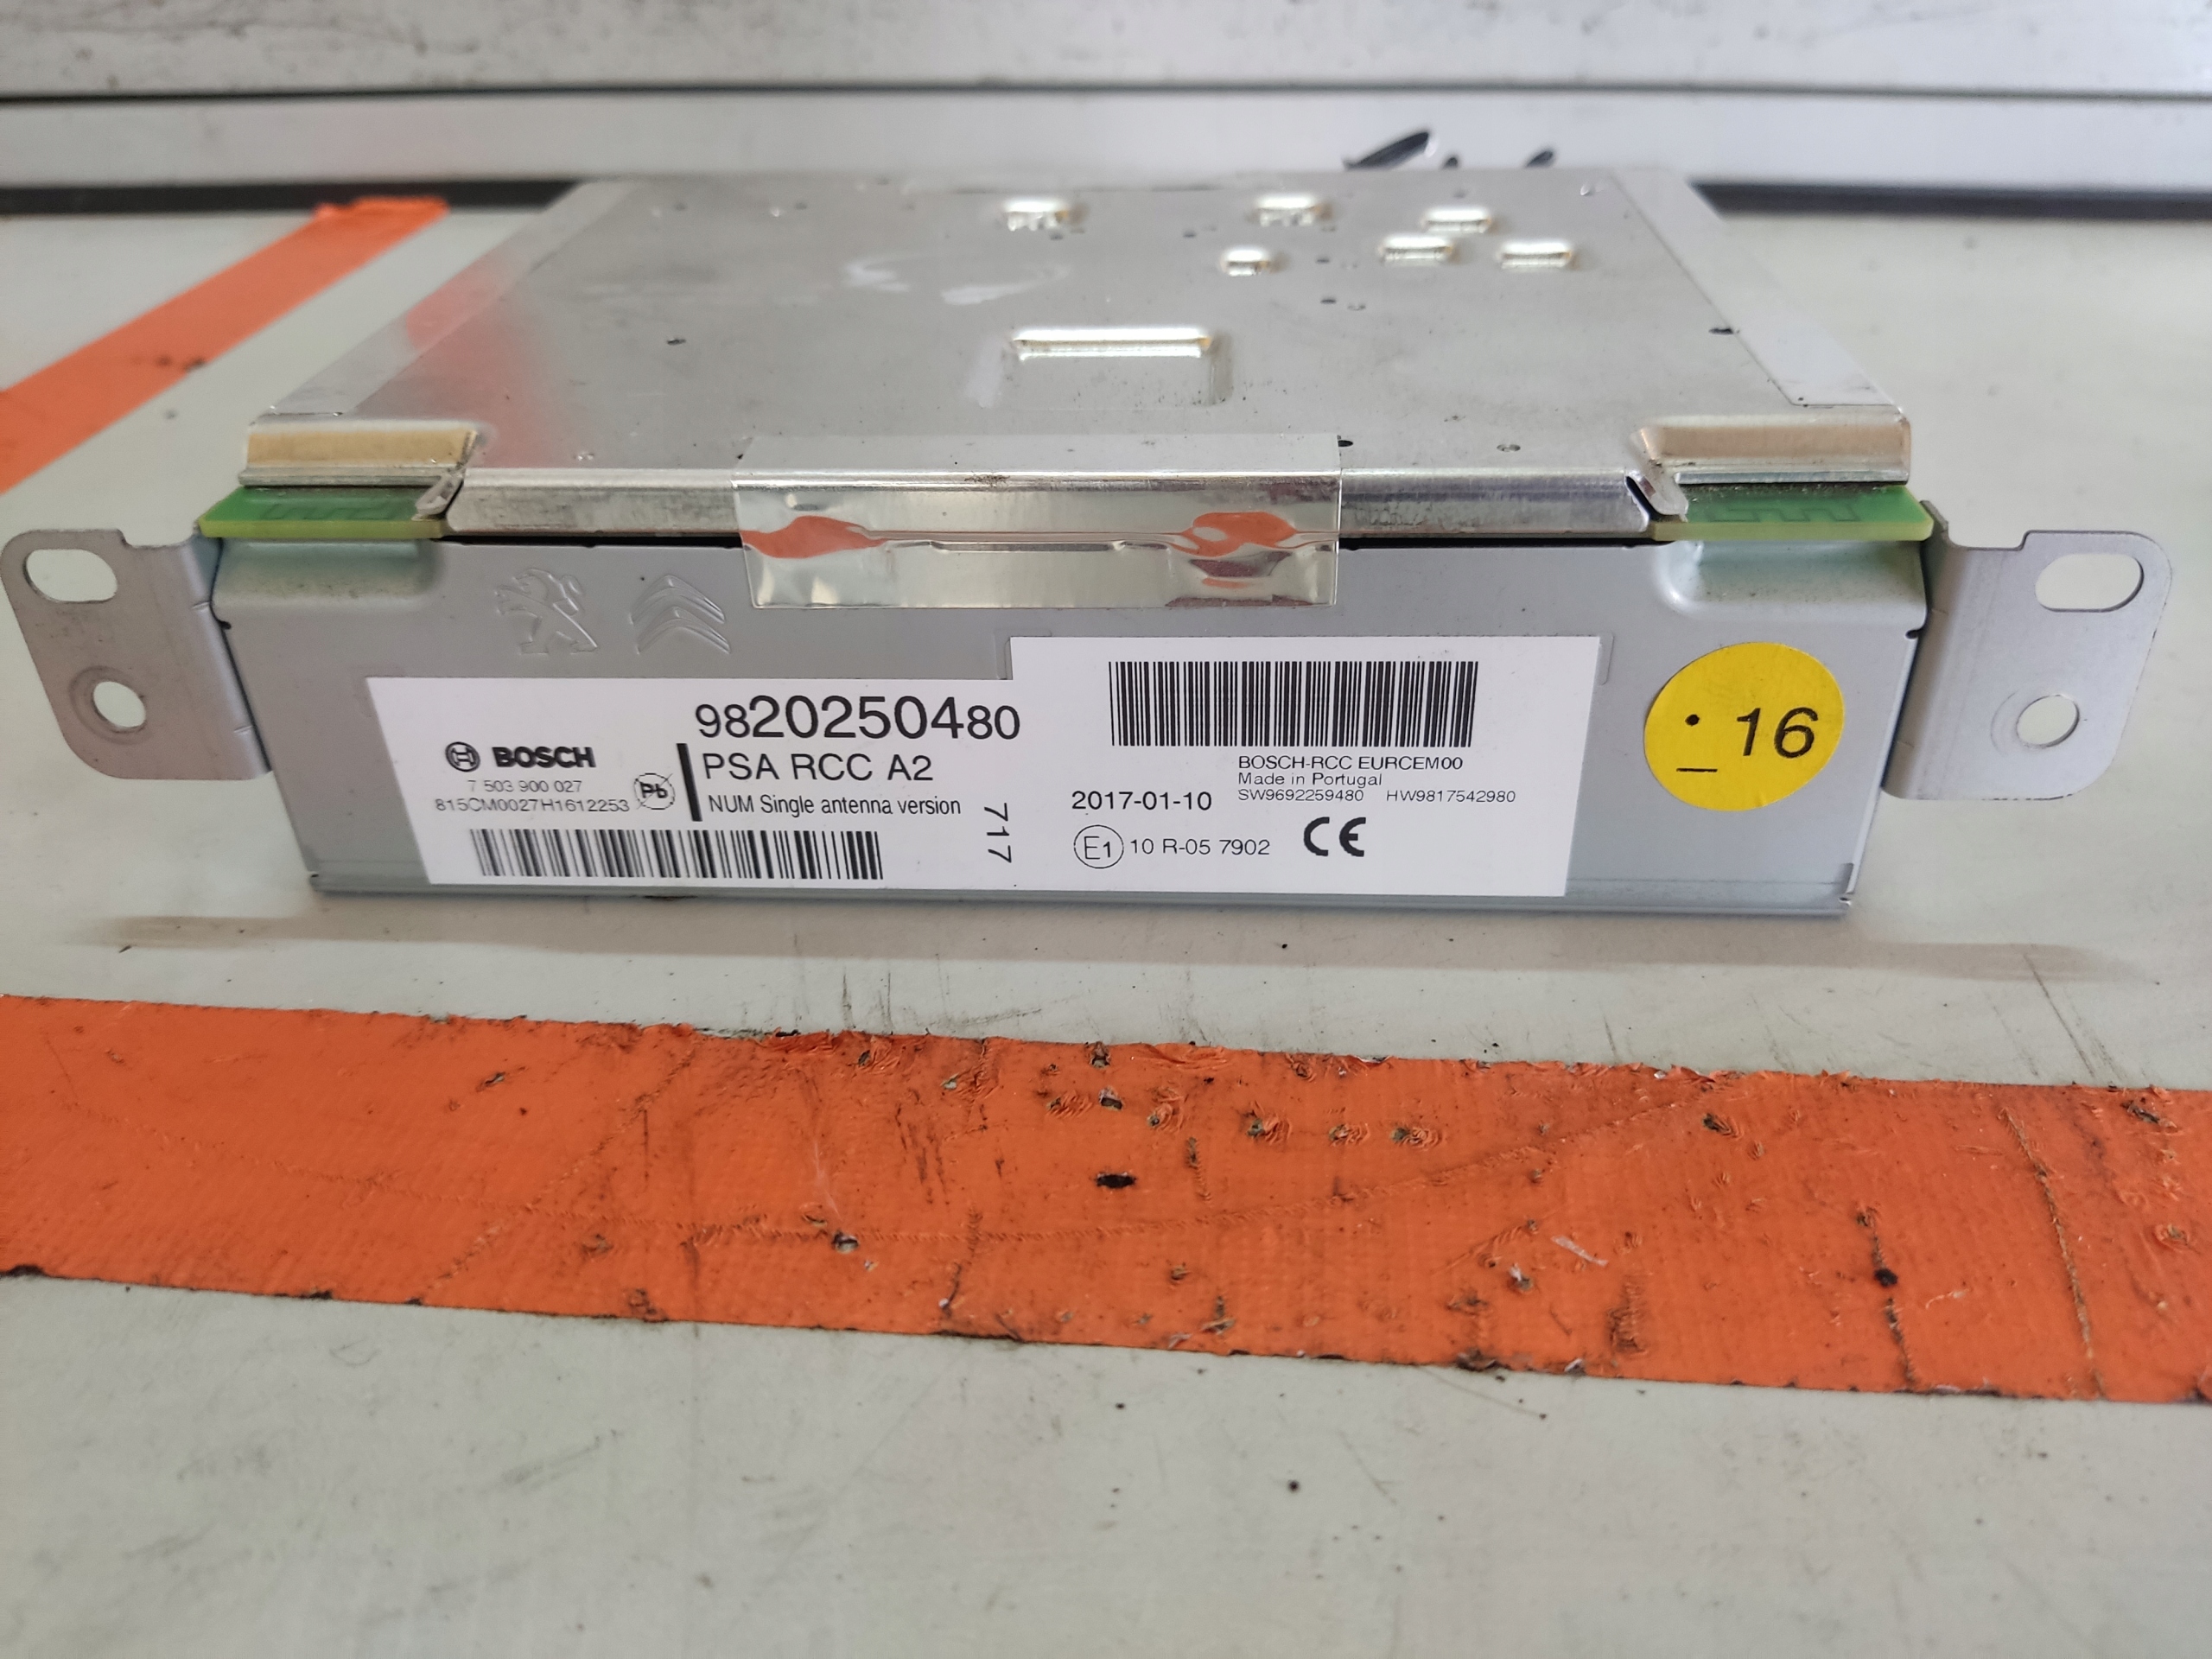 9820250480
BOSCH
PSA RCC A2
7 503 900 027
815CM0027H1612253
Pb
NUM Single antenna version
717
BOSCH-RCC EURCEM00
Made in Portugal
2017-01-10
SW9692259480 HW9817542980
E1 10 R-05 7902 CE
16